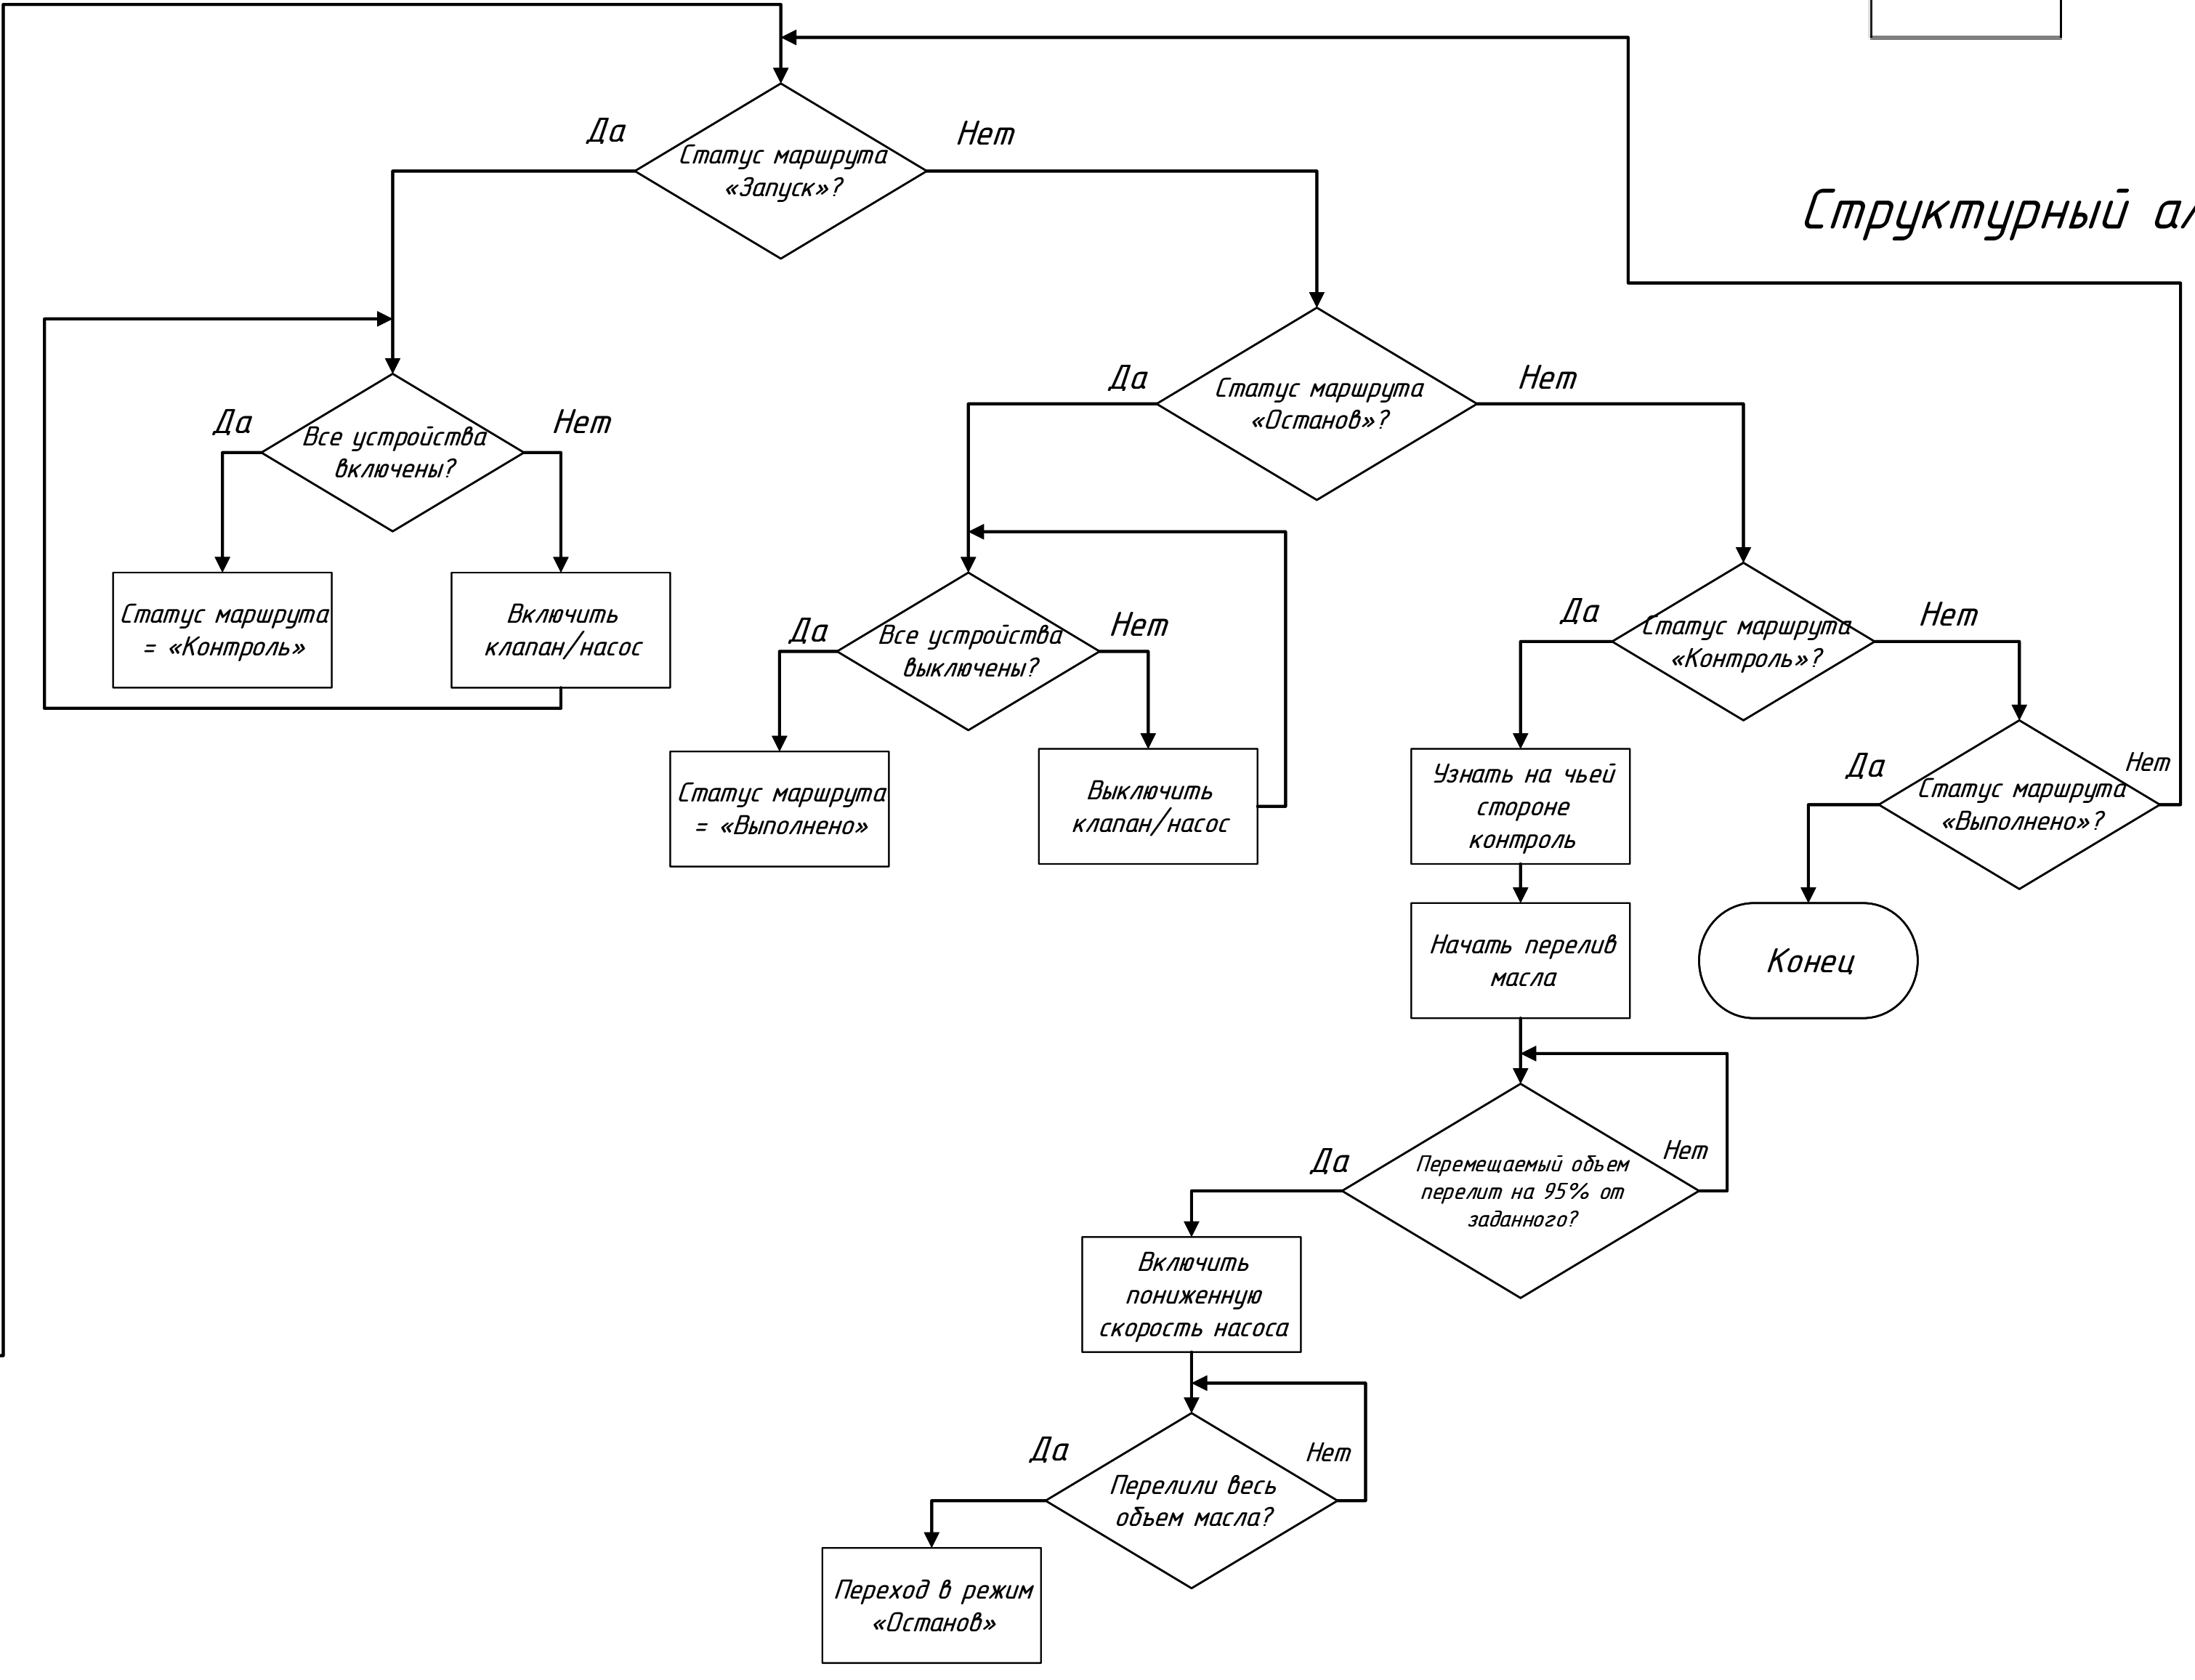 Да
Нет
Статус маршрута
«Запуск»?
Структурный
Да
Нет
Статус маршрута
«Останов»?
Да
Нет
Все устройства
включены?
Статус маршрута
= «Контроль»
Включить
клапан/насос
Да
Нет
Все устройства
выключены?
Да
Нет
Статус маршрута
«Контроль»?
Статус маршрута
= «Выполнено»
Выключить
клапан/насос
Узнать на чьей
стороне
контроль
Да
Нет
Статус маршрута
«Выполнено»?
Начать перелив
масла
Конец
Да
Нет
Перемещаемый объем
перелит на 95% от
заданного?
Включить
пониженную
скорость насоса
Да
Нет
Перелили весь
объем масла?
Переход в режим
«Останов»